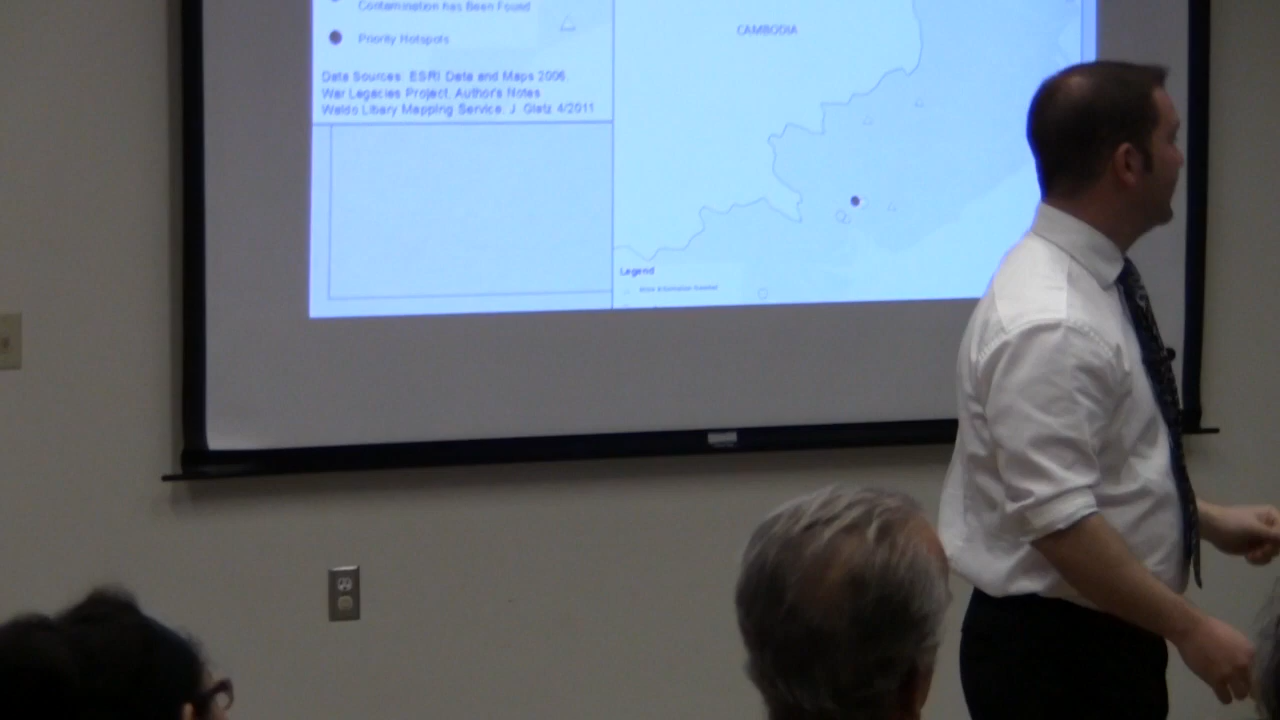 Contamination has Been Found
Priority Hotspots
Data Sources: ESRI Data and Maps 2006.
War Legacies Project. Author's Notes
Waldo Libary Mapping Service. J. Glatz 4/2011
CAMBODIA
Legend